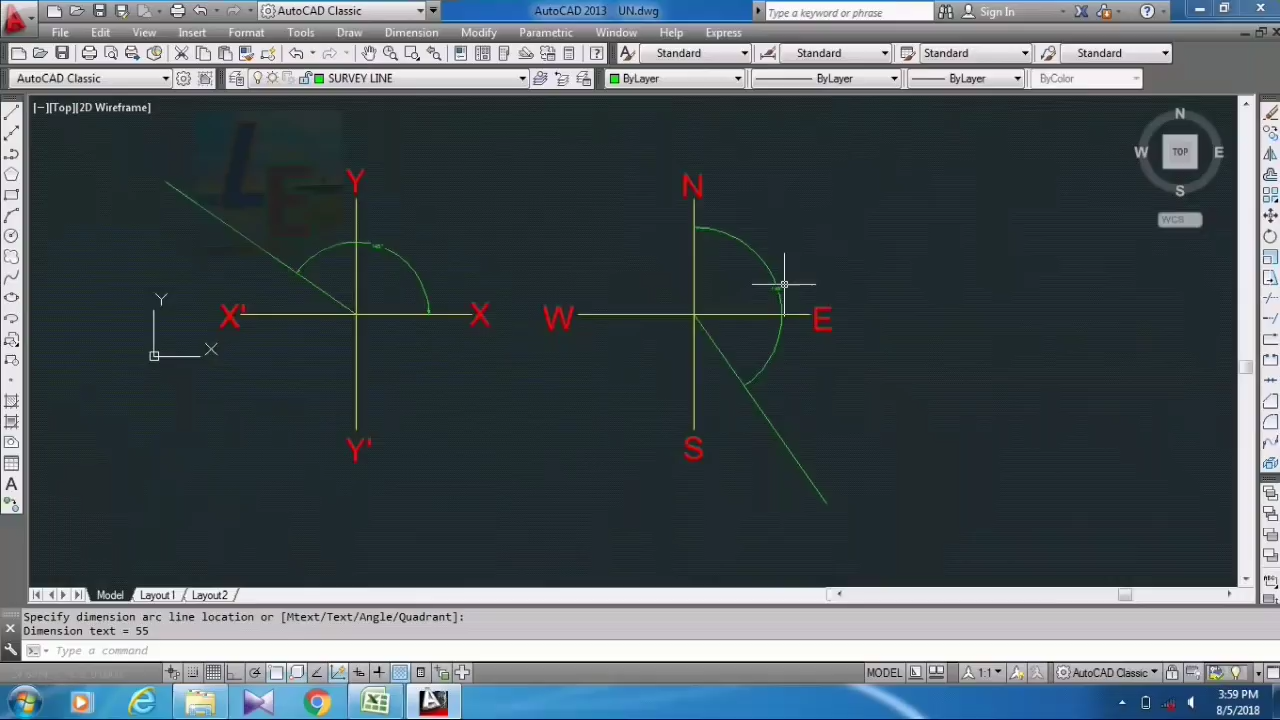 AutoCAD Classic
AutoCAD 2013 UN.dwg
Type a keyword or phrase
Sign In
File Edit View Insert Format Tools Draw Dimension Modify Parametric Window Help Express
Standard Standard Standard Standard
AutoCAD Classic SURVEY LINE ByLayer ByLayer ByLayer ByColor
[−][Top][2D Wireframe]
LE
N
W TOP E
S
WCS
Y
X' X
Y'
N
W E
S
Y
X
Model Layout1 Layout2
Specify dimension arc line location or [Mtext/Text/Angle/Quadrant]:
Dimension text = 55
Type a command
MODEL 1:1 AutoCAD Classic
3:59 PM
8/5/2018